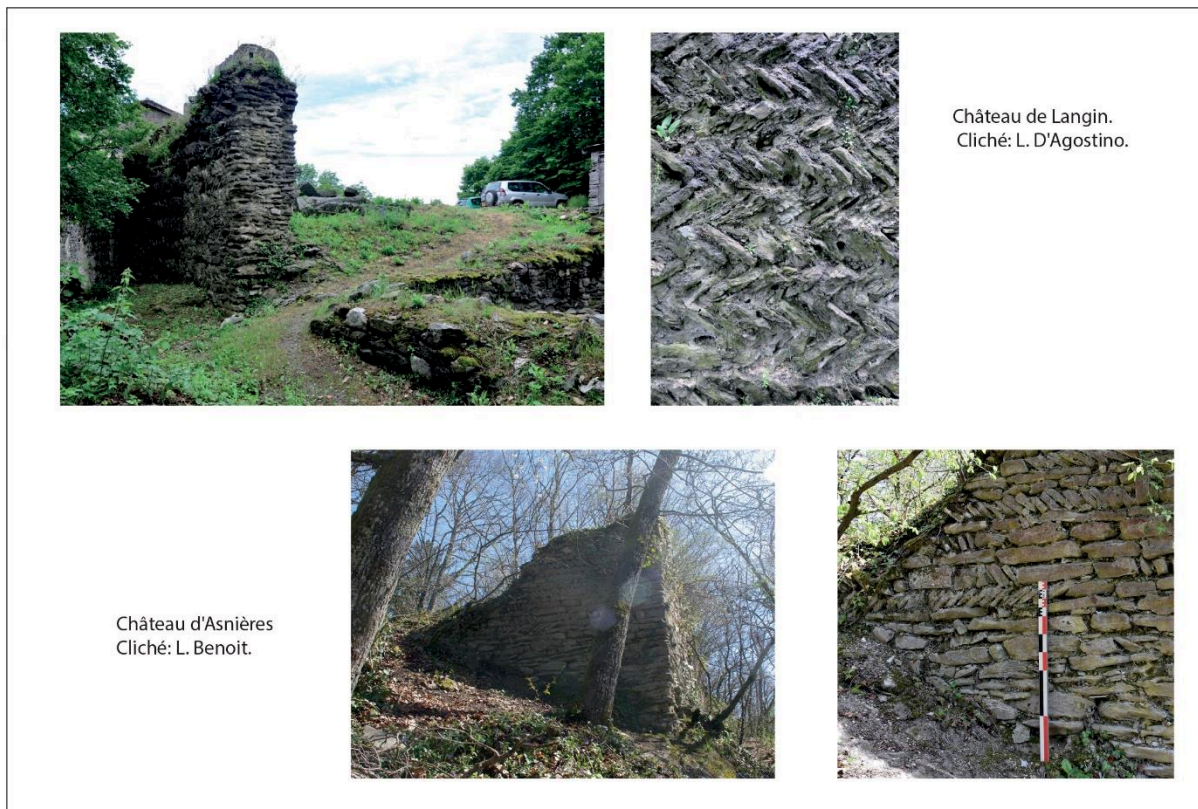 Château de Langin.
Cliché: L. D'Agostino.
Château d'Asnières
Cliché: L. Benoit.